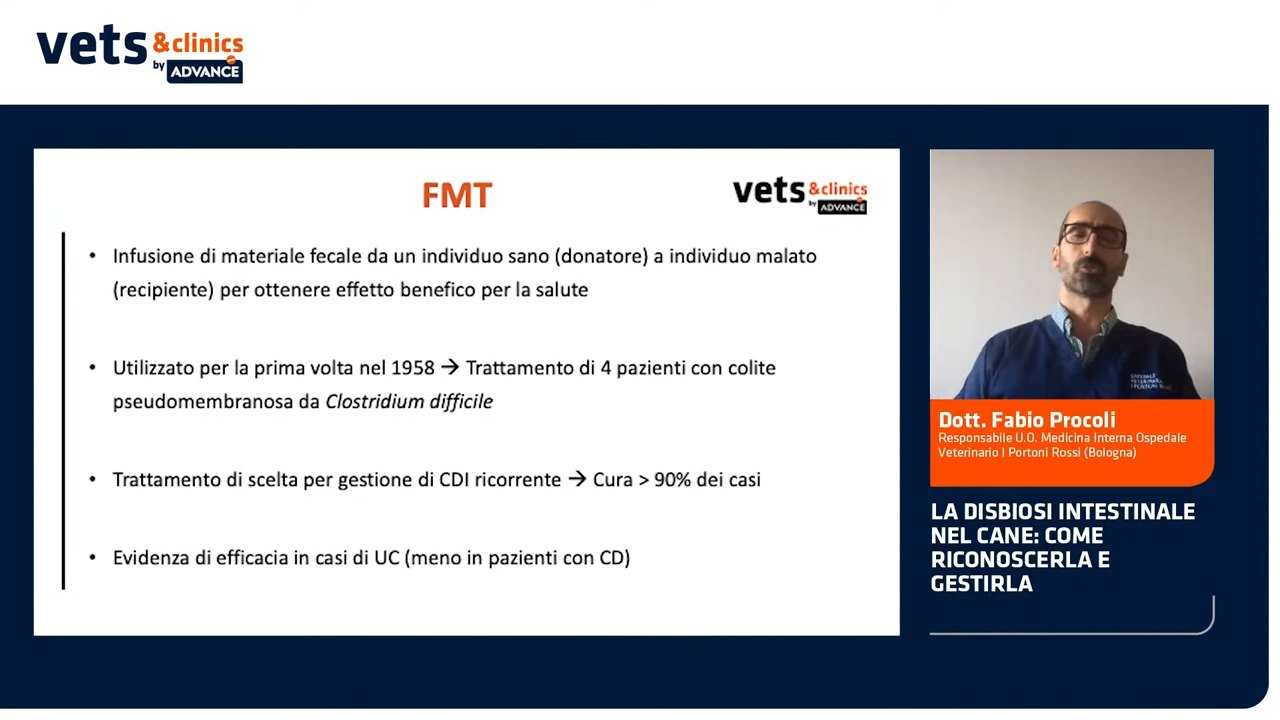 vets &clinics
by ADVANCE
FMT
vets &clinics
by ADVANCE
• Infusione di materiale fecale da un individuo sano (donatore) a individuo malato
(recipiente) per ottenere effetto benefico per la salute
• Utilizzato per la prima volta nel 1958 → Trattamento di 4 pazienti con colite
pseudomembranosa da Clostridium difficile
• Trattamento di scelta per gestione di CDI ricorrente → Cura > 90% dei casi
• Evidenza di efficacia in casi di UC (meno in pazienti con CD)
OSPEDALE
VETERINARIO
I PORTONI
Dott. Fabio Procoli
Responsabile U.O. Medicina Interna Ospedale
Veterinario I Portoni Rossi (Bologna)
LA DISBIOSI INTESTINALE
NEL CANE: COME
RICONOSCERLA E
GESTIRLA